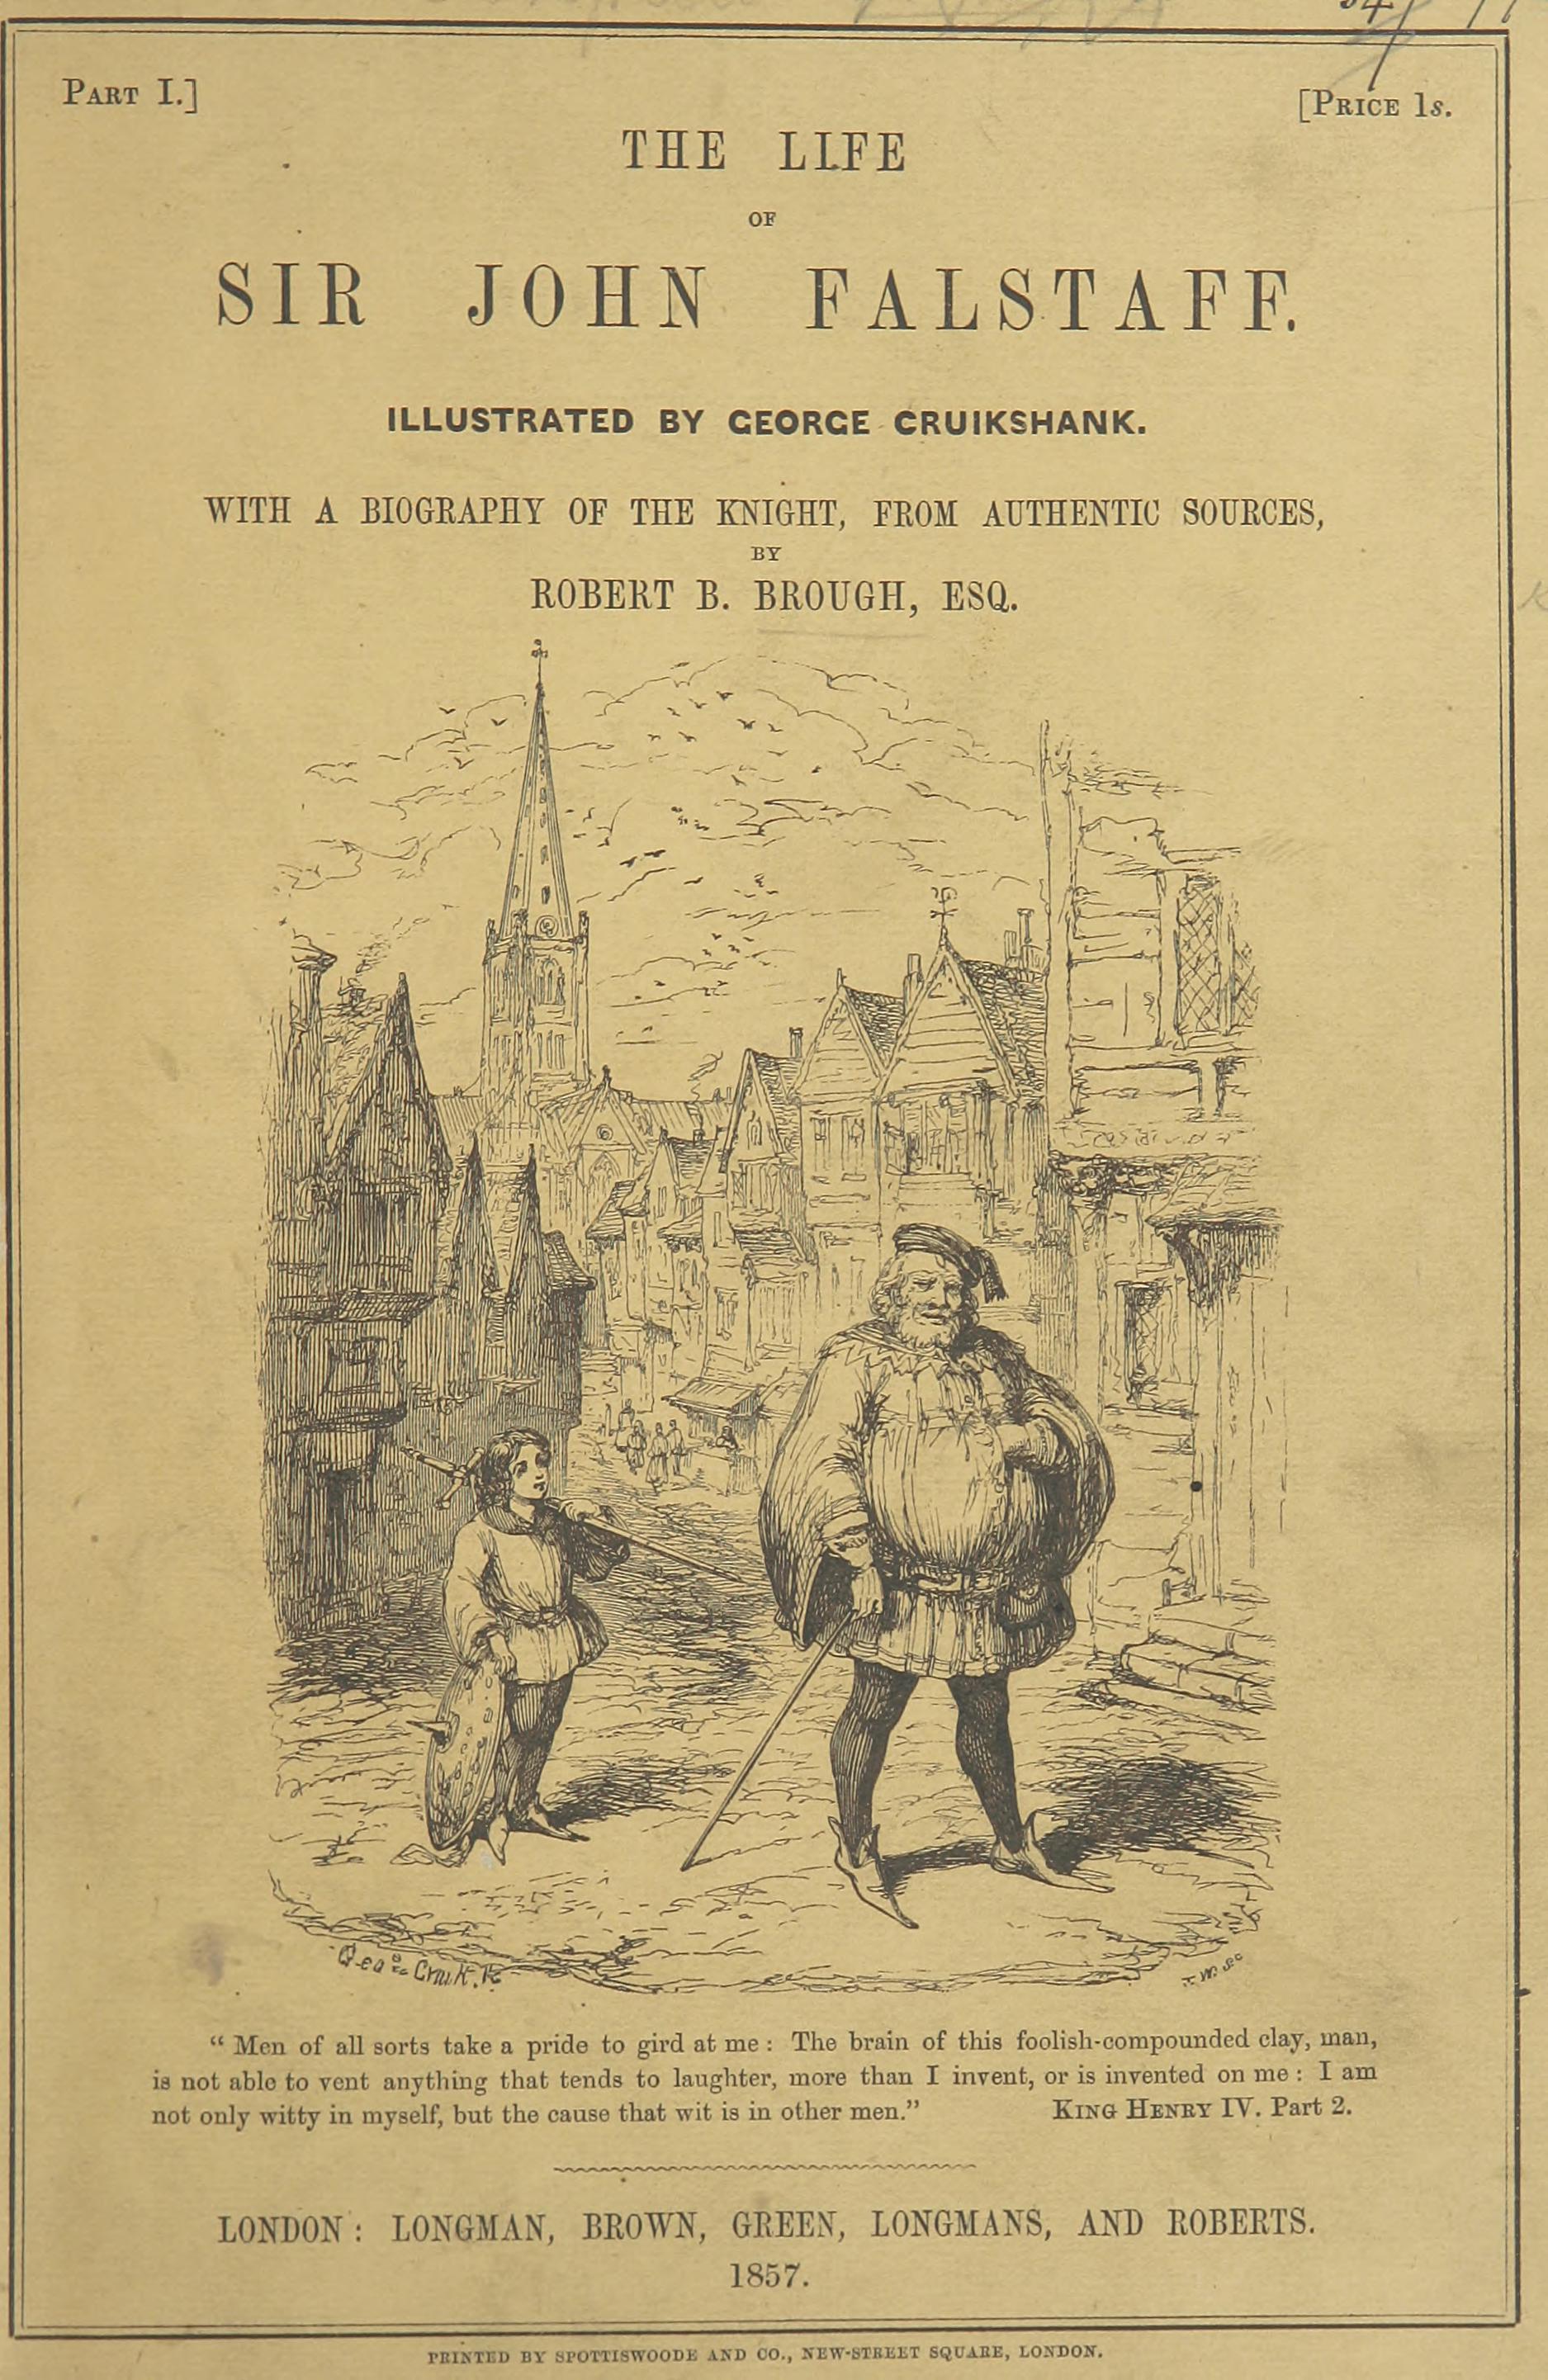 PART I.]
[PRICE 1s.
THE LIFE
OF
SIR JOHN FALSTAFF.
ILLUSTRATED BY GEORGE CRUIKSHANK.
WITH A BIOGRAPHY OF THE KNIGHT, FROM AUTHENTIC SOURCES,
BY
ROBERT B. BROUGH, ESQ.
“ Men of all sorts take a pride to gird at me : The brain of this foolish-compounded clay, man,
is not able to vent anything that tends to laughter, more than I invent, or is invented on me : I am
not only witty in myself, but the cause that wit is in other men.” KING HENRY IV. Part 2.
LONDON : LONGMAN, BROWN, GREEN, LONGMANS, AND ROBERTS.
1857.
PRINTED BY SPOTTISWOODE AND CO., NEW-STREET SQUARE, LONDON.